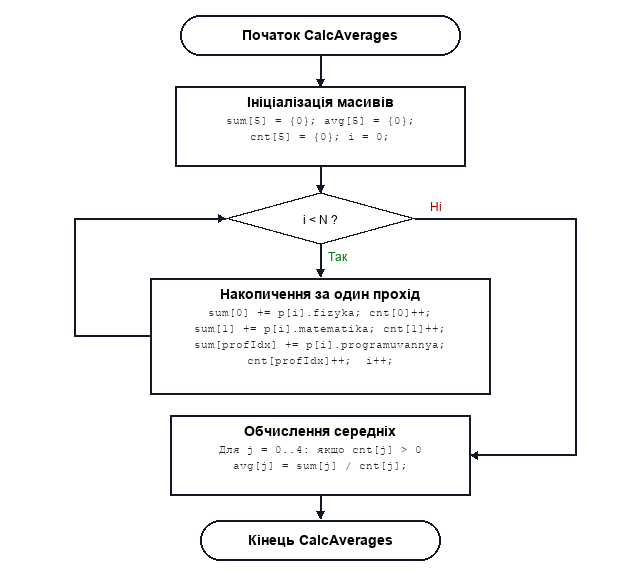 Початок CalcAverages
Ініціалізація масивів
sum[5] = {0}; avg[5] = {0};
cnt[5] = {0}; i = 0;
i < N ?
Ні
Так
Накопичення за один прохід
sum[0] += p[i].fizyka; cnt[0]++;
sum[1] += p[i].matematika; cnt[1]++;
sum[profIdx] += p[i].programuvannya;
cnt[profIdx]++;  i++;
Обчислення середніх
Для j = 0..4: якщо cnt[j] > 0
avg[j] = sum[j] / cnt[j];
Кінець CalcAverages